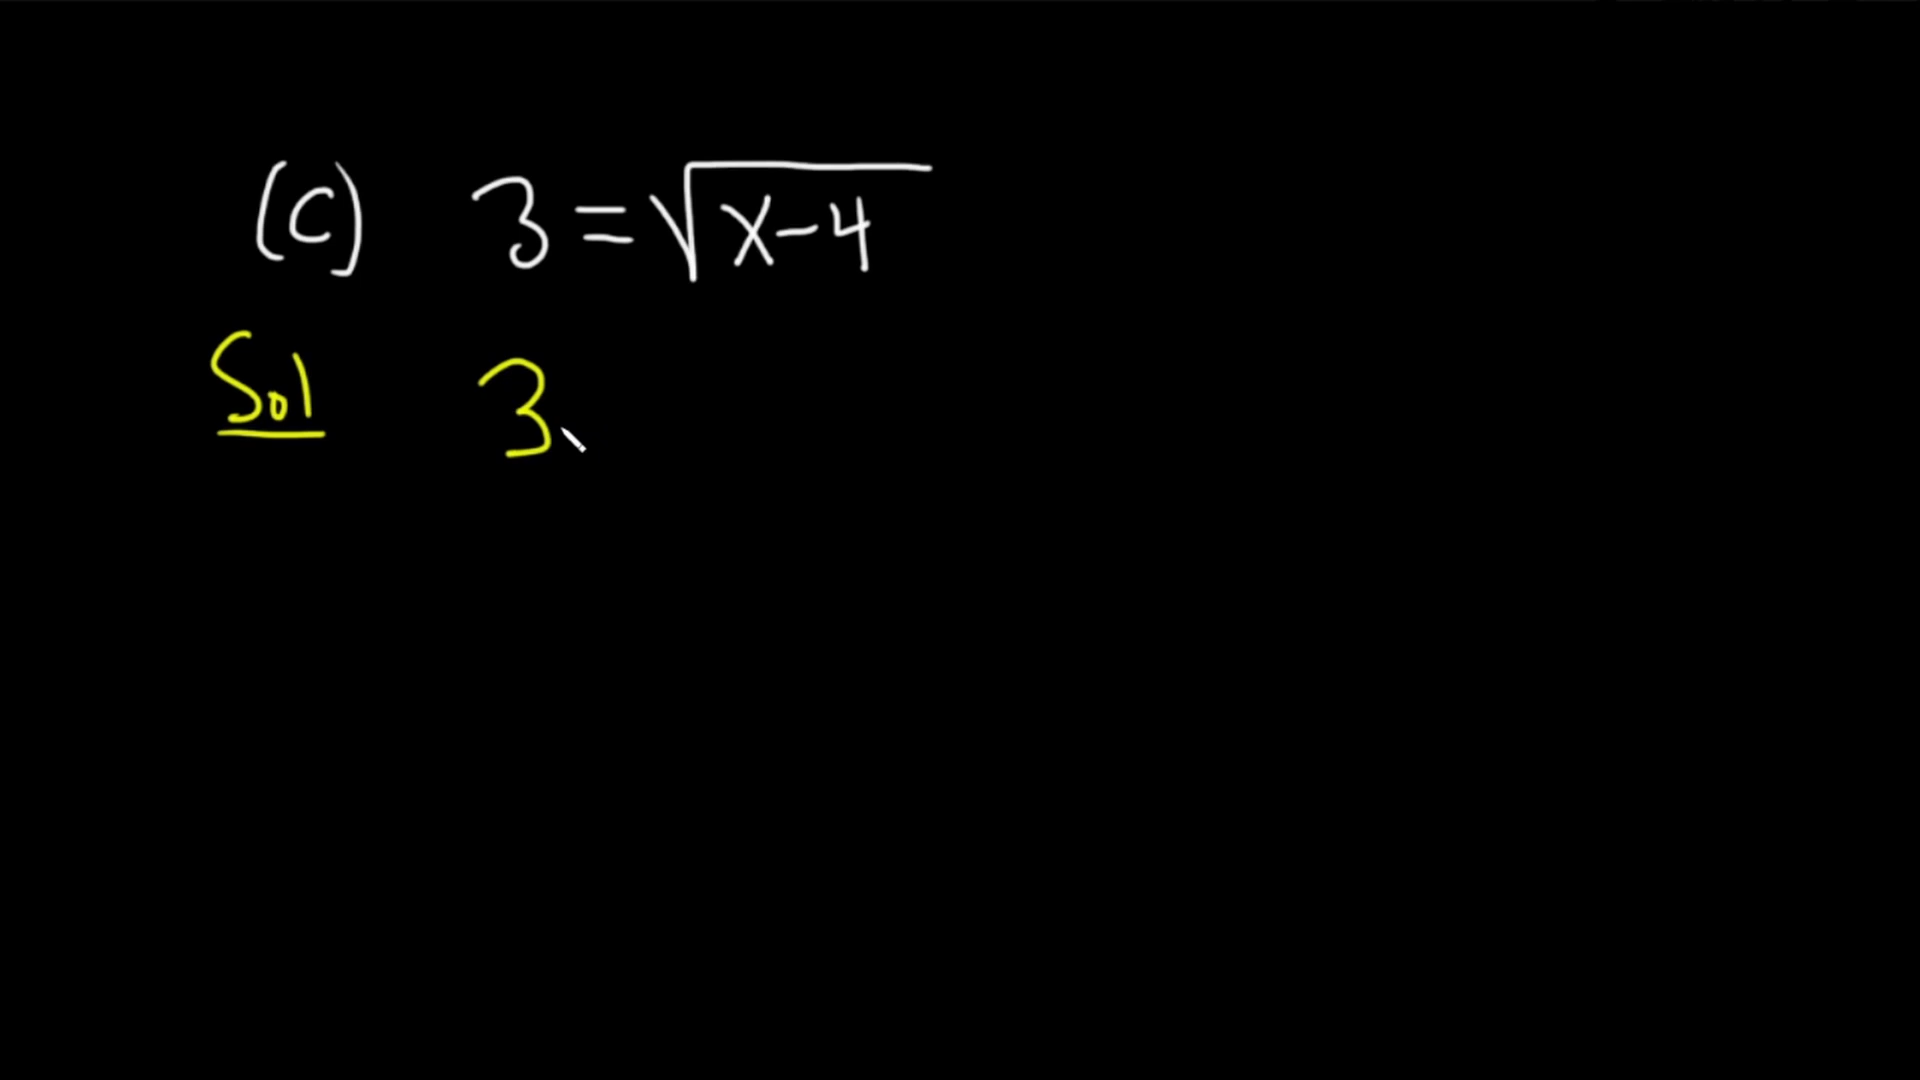 (C) 3 = √x-4
Sol 3